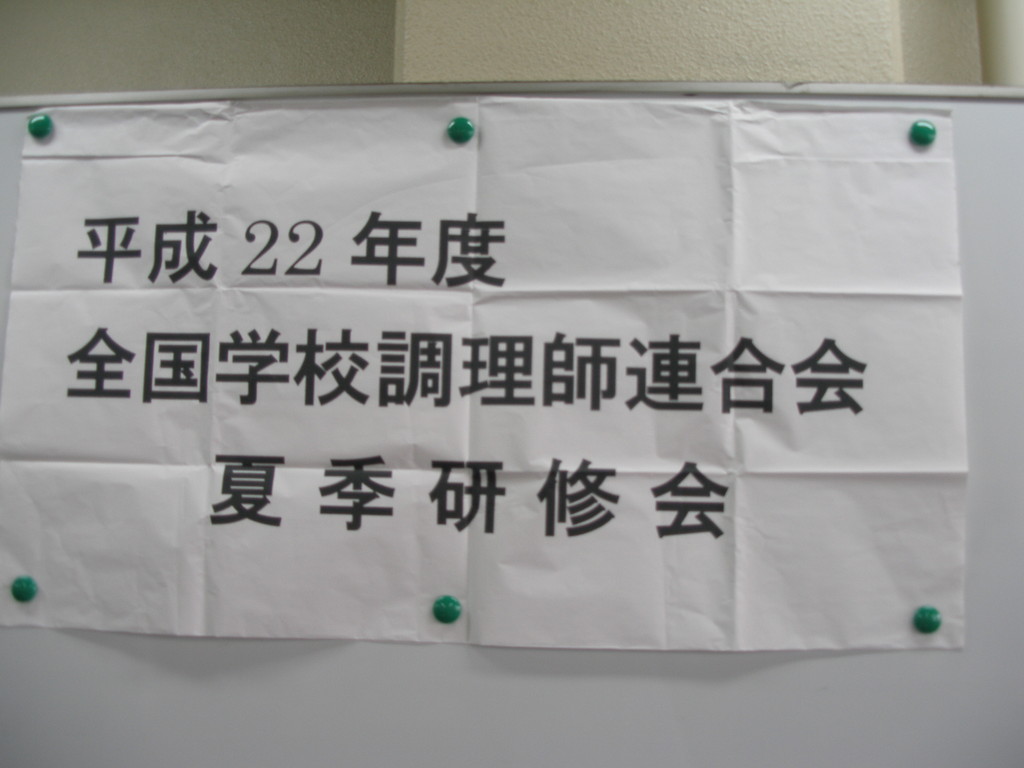 平成 22 年度
全国学校調理師連合会
夏季研修会